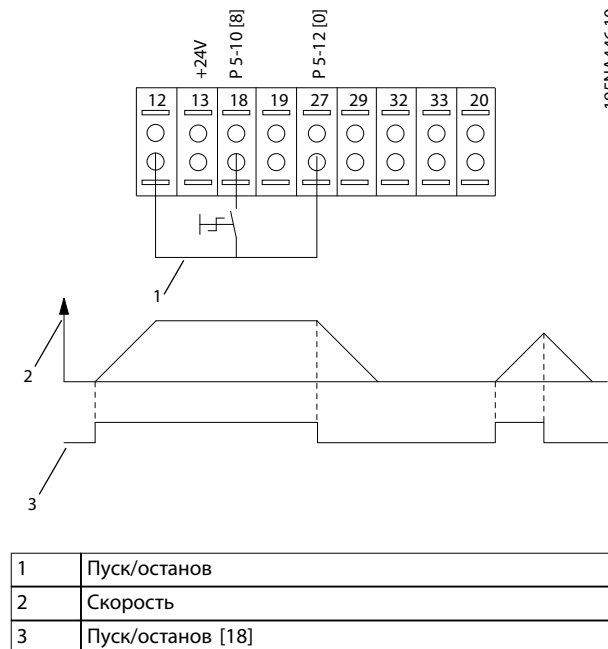 +24V
P 5-10 [8]
P 5-12 [0]
12 13 18 19 27 29 32 33 20
1
2
3
1 Пуск/останов
2 Скорость
3 Пуск/останов [18]